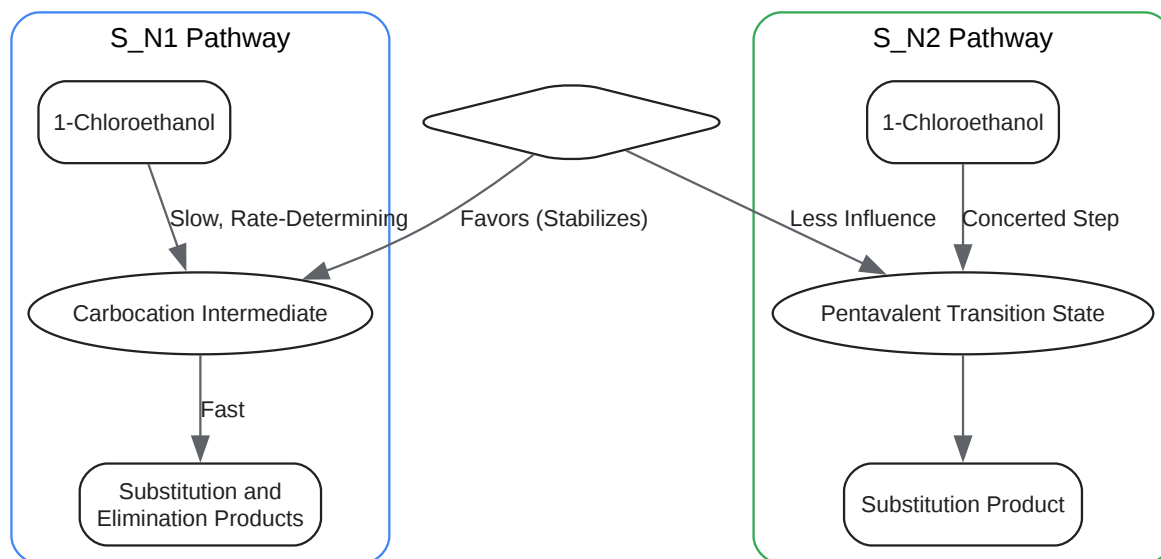 S_N1 Pathway
S_N2 Pathway
1-Chloroethanol
1-Chloroethanol
Slow, Rate-Determining
Favors (Stabilizes)
Less Influence
Concerted Step
Carbocation Intermediate
Pentavalent Transition State
Fast
Substitution and
Elimination Products
Substitution Product